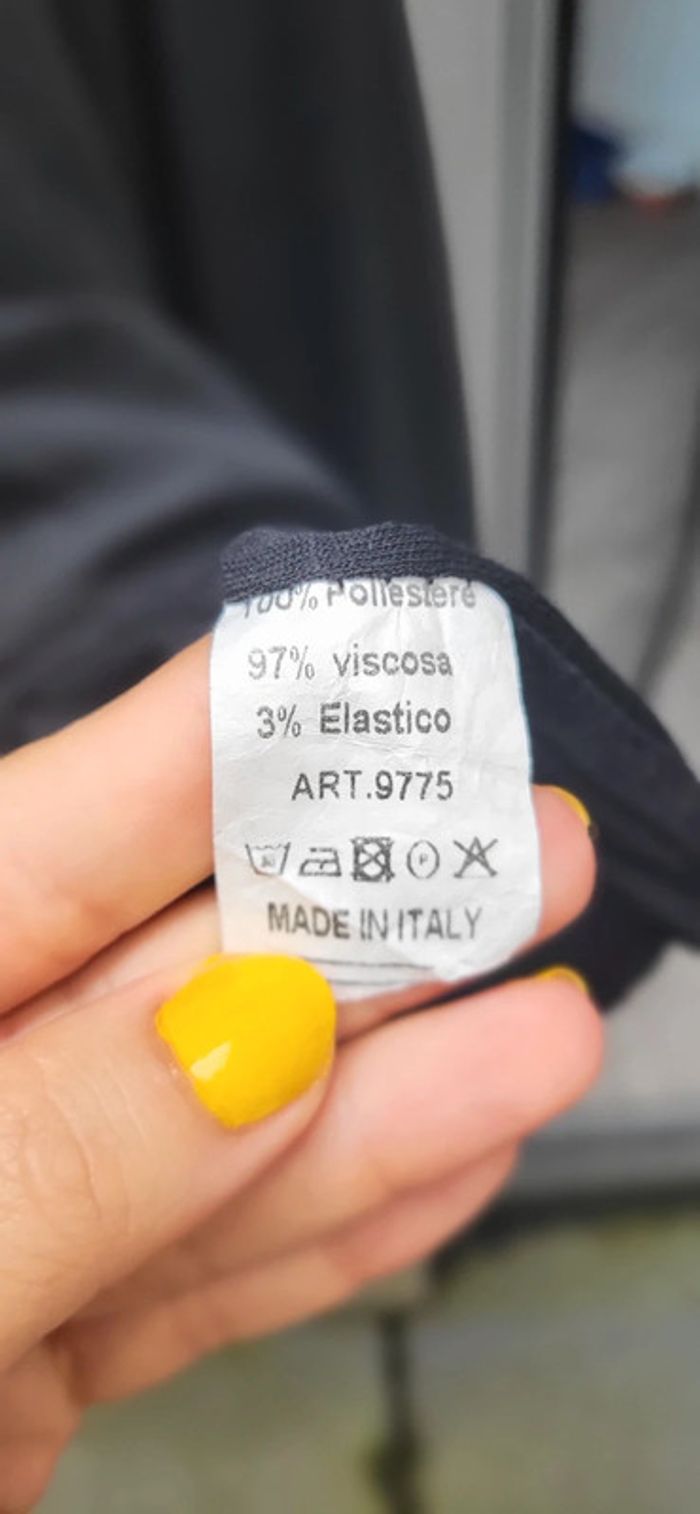 100% Poliestere
97% viscosa
3% Elastico
ART.9775
P
MADE IN ITALY